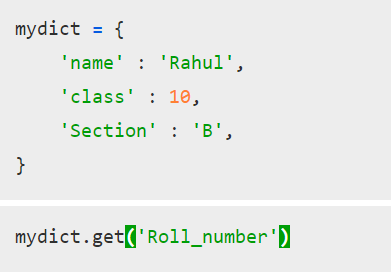 mydict = {
'name' : 'Rahul',
'class' : 10,
'Section' : 'B',
}
mydict.get('Roll_number')